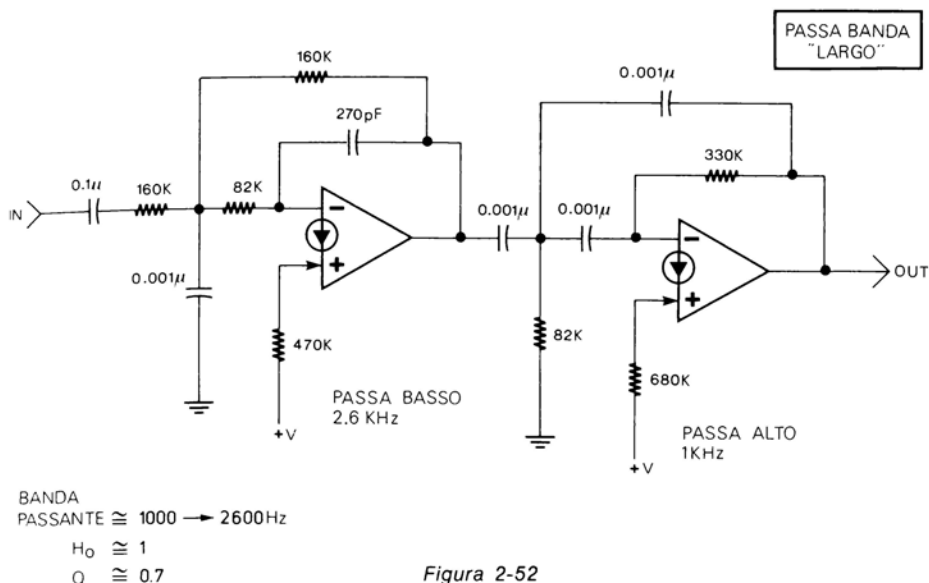 PASSA BANDA
"LARGO"
160K
0.001µ
270pF
330K
0.1µ
160K
82K
IN
0.001µ
0.001µ
0.001µ
OUT
470K
82K
680K
PASSA BASSO
2.6 KHz
PASSA ALTO
1KHz
+V
+V
BANDA
PASSANTE ≅ 1000 → 2600Hz
Ho ≅ 1
Q ≅ 0.7
Figura 2-52